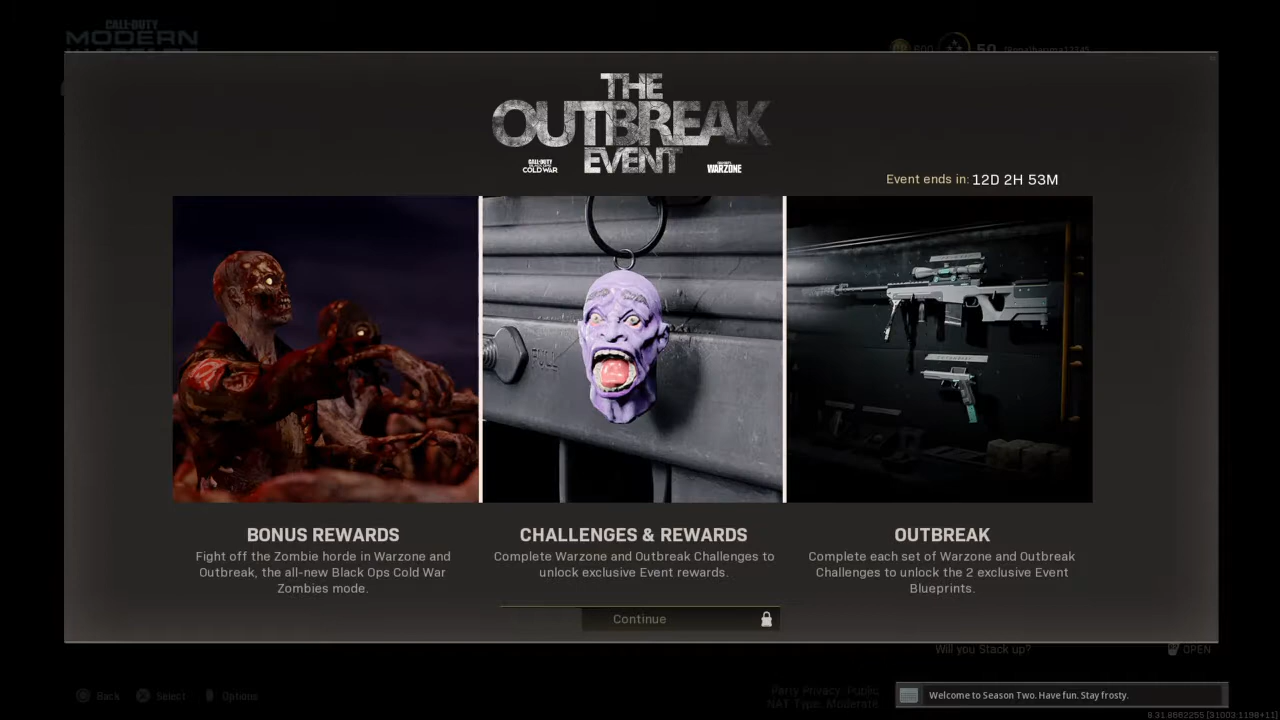 CALL·DUTY
MODERN
600
50
THE
OUTBREAK
EVENT
CALL·DUTY
COLD WAR
WARZONE
Event ends in: 12D 2H 53M
FULL
BONUS REWARDS
Fight off the Zombie horde in Warzone and
Outbreak, the all-new Black Ops Cold War
Zombies mode.
CHALLENGES & REWARDS
Complete Warzone and Outbreak Challenges to
unlock exclusive Event rewards.
OUTBREAK
Complete each set of Warzone and Outbreak
Challenges to unlock the 2 exclusive Event
Blueprints.
Continue
Will you Stack up?
OPEN
Back
Select
Options
Party Privacy: Public
NAT Type: Moderate
Welcome to Season Two. Have fun. Stay frosty.